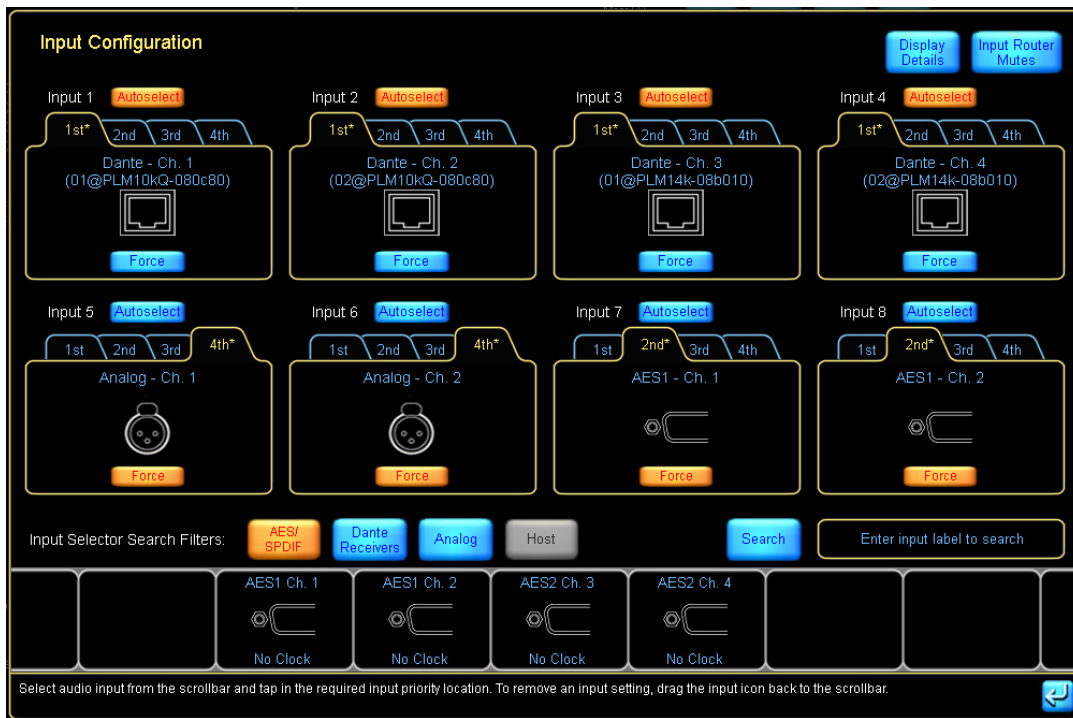 Input Configuration
Display Details
Input Router Mutes
Input 1 Autoselect
Input 2 Autoselect
Input 3 Autoselect
Input 4 Autoselect
1st* 2nd 3rd 4th
1st* 2nd 3rd 4th
1st* 2nd 3rd 4th
1st* 2nd 3rd 4th
Dante - Ch. 1
(01@PLM10kQ-080c80)
Dante - Ch. 2
(02@PLM10kQ-080c80)
Dante - Ch. 3
(01@PLM14k-08b010)
Dante - Ch. 4
(02@PLM14k-08b010)
Force
Force
Force
Force
Input 5 Autoselect
Input 6 Autoselect
Input 7 Autoselect
Input 8 Autoselect
1st 2nd 3rd 4th*
1st 2nd 3rd 4th*
1st 2nd* 3rd 4th
1st 2nd* 3rd 4th
Analog - Ch. 1
Analog - Ch. 2
AES1 - Ch. 1
AES1 - Ch. 2
Force
Force
Force
Force
Input Selector Search Filters:
AES/ SPDIF
Dante Receivers
Analog
Host
Search
Enter input label to search
AES1 Ch. 1
AES1 Ch. 2
AES2 Ch. 3
AES2 Ch. 4
No Clock
No Clock
No Clock
No Clock
Select audio input from the scrollbar and tap in the required input priority location. To remove an input setting, drag the input icon back to the scrollbar.